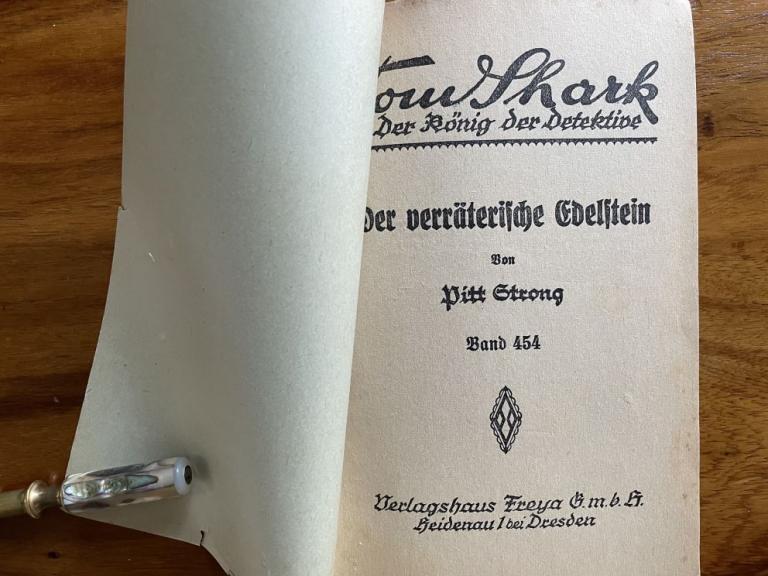 Tom Shark
Der König der Detektive
Der verräterische Edelstein
Von
Pitt Strong
Band 454
Verlagshaus Freya G.m.b.H.
Heidenau 1 bei Dresden